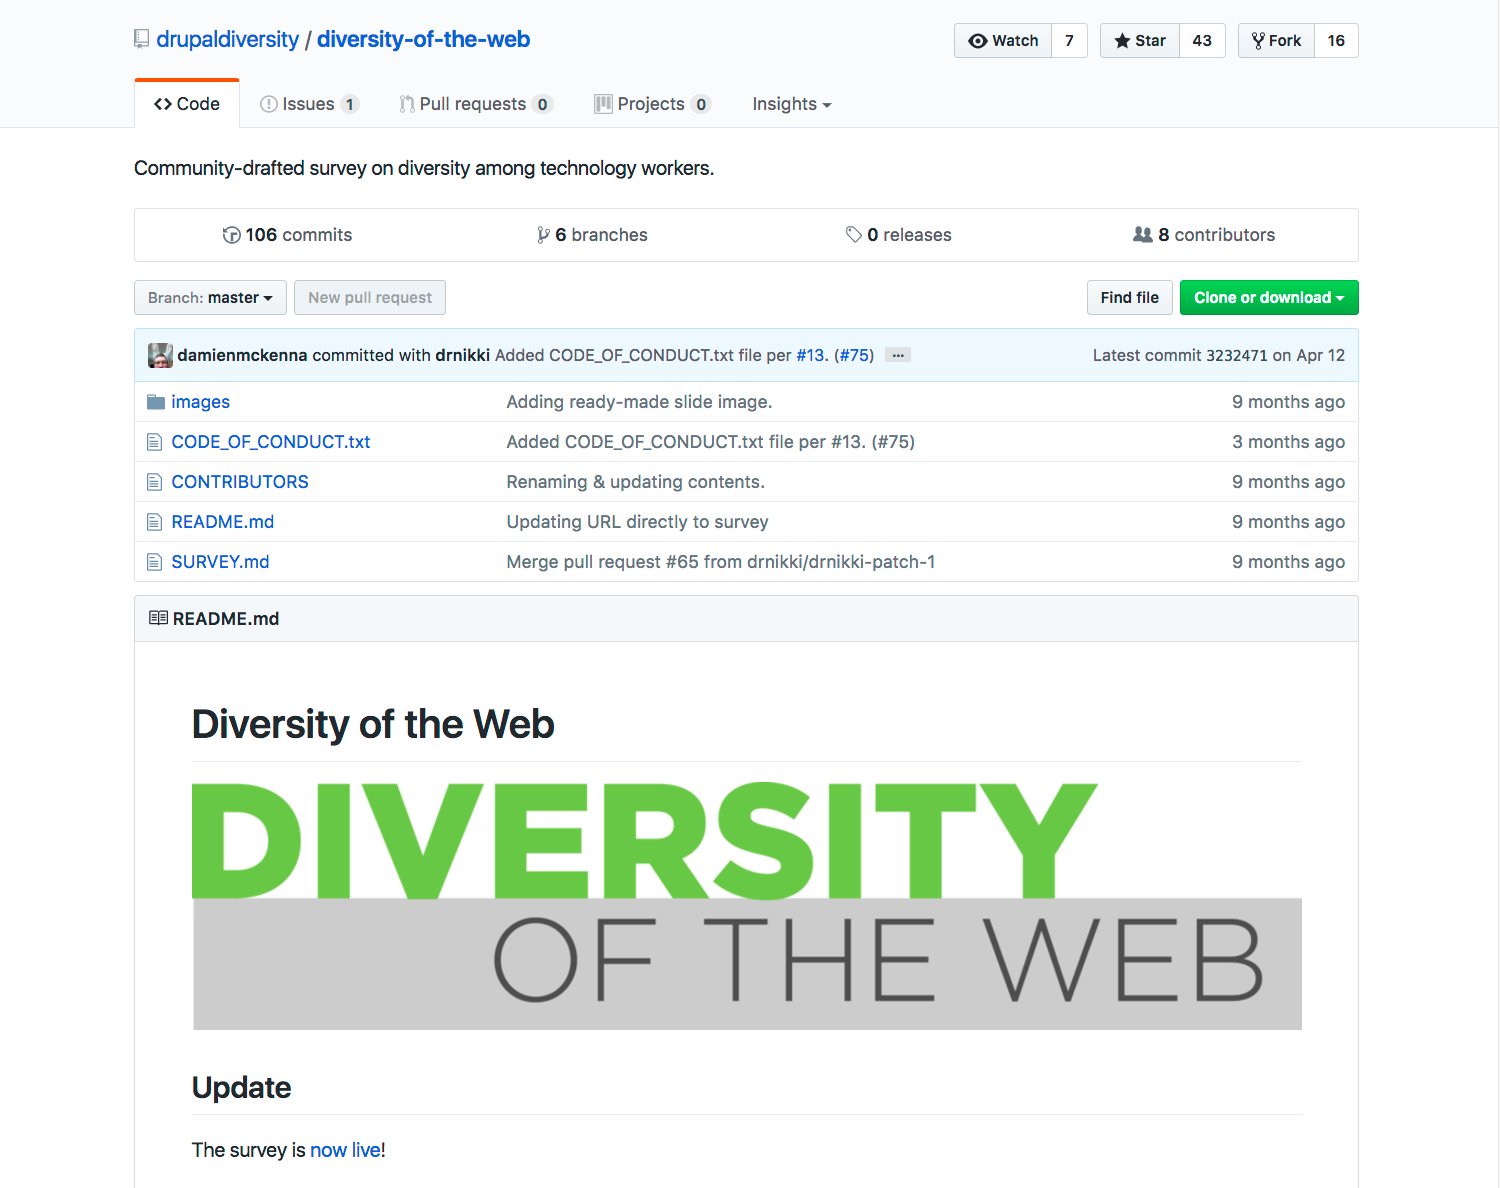 drupaldiversity / diversity-of-the-web
Watch 7 Star 43 Fork 16
Code Issues 1 Pull requests 0 Projects 0 Insights
Community-drafted survey on diversity among technology workers.
106 commits 6 branches 0 releases 8 contributors
Branch: master New pull request Find file Clone or download
damienmckenna committed with drnikki Added CODE_OF_CONDUCT.txt file per #13. (#75) ... Latest commit 3232471 on Apr 12
images Adding ready-made slide image. 9 months ago
CODE_OF_CONDUCT.txt Added CODE_OF_CONDUCT.txt file per #13. (#75) 3 months ago
CONTRIBUTORS Renaming & updating contents. 9 months ago
README.md Updating URL directly to survey 9 months ago
SURVEY.md Merge pull request #65 from drnikki/drnikki-patch-1 9 months ago
README.md
Diversity of the Web
DIVERSITY
OF THE WEB
Update
The survey is now live!